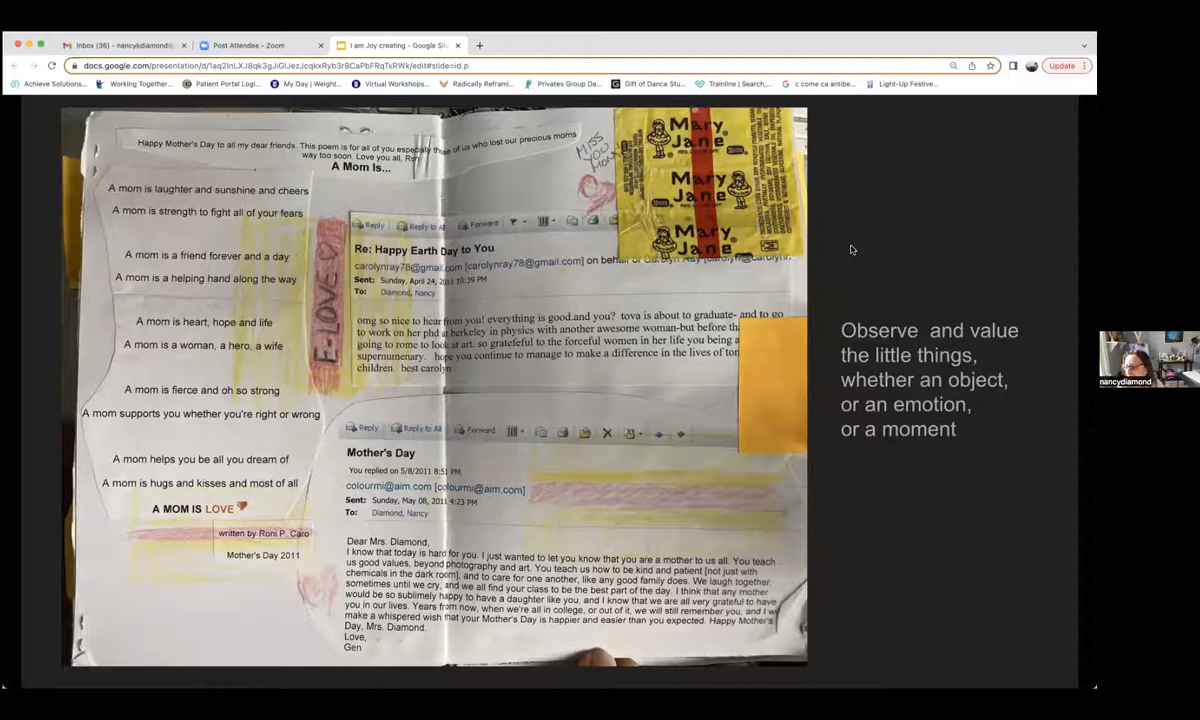 Inbox (36) - nancykdiamond@
Post Attendee - Zoom
I am Joy creating - Google Sli
docs.google.com/presentation/d/1aq2InLXJ8qk3gJiGlJezJcqkxRyb3rBCaPbFRqTxRWk/edit#slide=id.p
Update
Achieve Solutions...
Working Together...
Patient Portal Logi...
My Day | Weight...
Virtual Workshops...
Radically Reframi...
Privates Group Da...
Gift of Dance Stu...
Trainline | Search,...
c come ca antibe...
Light-Up Festive...
Happy Mother's Day to all my dear friends. This poem is for all of you especially those of us who lost our precious moms
way too soon. Love you all, Ron
A Mom Is...
A mom is laughter and sunshine and cheers
A mom is strength to fight all of your fears
A mom is a friend forever and a day
A mom is a helping hand along the way
A mom is heart, hope and life
A mom is a woman, a hero, a wife
A mom is fierce and oh so strong
A mom supports you whether you're right or wrong
A mom helps you be all you dream of
A mom is hugs and kisses and most of all
A MOM IS LOVE
written by Roni P. Caro
Mother's Day 2011
E-LOVE
MISS
YOU
MOM
Mary
Jane
Mary
Jane
Mary
Jane
Reply
Reply to All
Forward
Re: Happy Earth Day to You
carolynray78@gmail.com [carolynray78@gmail.com] on behalf of
Sent: Sunday, April 24, 2011 10:39 PM
To: Diamond, Nancy
omg so nice to hear from you! everything is good.and you? tova is about to graduate- and to go
to work on her phd at berkeley in physics with another awesome woman-but before tha
going to rome to look at art. so grateful to the forceful women in her life you being a
supernumenary. hope you continue to manage to make a difference in the lives of tor
children. best carolyn
Reply
Reply to All
Forward
Mother's Day
You replied on 5/8/2011 8:51 PM.
colourmi@aim.com [colourmi@aim.com]
Sent: Sunday, May 08, 2011 4:23 PM
To: Diamond, Nancy
Dear Mrs. Diamond,
I know that today is hard for you. I just wanted to let you know that you are a mother to us all. You teach
us good values, beyond photography and art. You teach us how to be kind and patient [not just with
chemicals in the dark room], and to care for one another, like any good family does. We laugh together,
sometimes until we cry, and we all find your class to be the best part of the day. I think that any mother
would be so sublimely happy to have a daughter like you, and I know that we are all very grateful to have
you in our lives. Years from now, when we're all in college, or out of it, we will still remember you, and I w
make a whispered wish that your Mother's Day is happier and easier than you expected. Happy Mother's
Day, Mrs. Diamond.
Love,
Gen
Observe and value
the little things,
whether an object,
or an emotion,
or a moment
nancydiamond